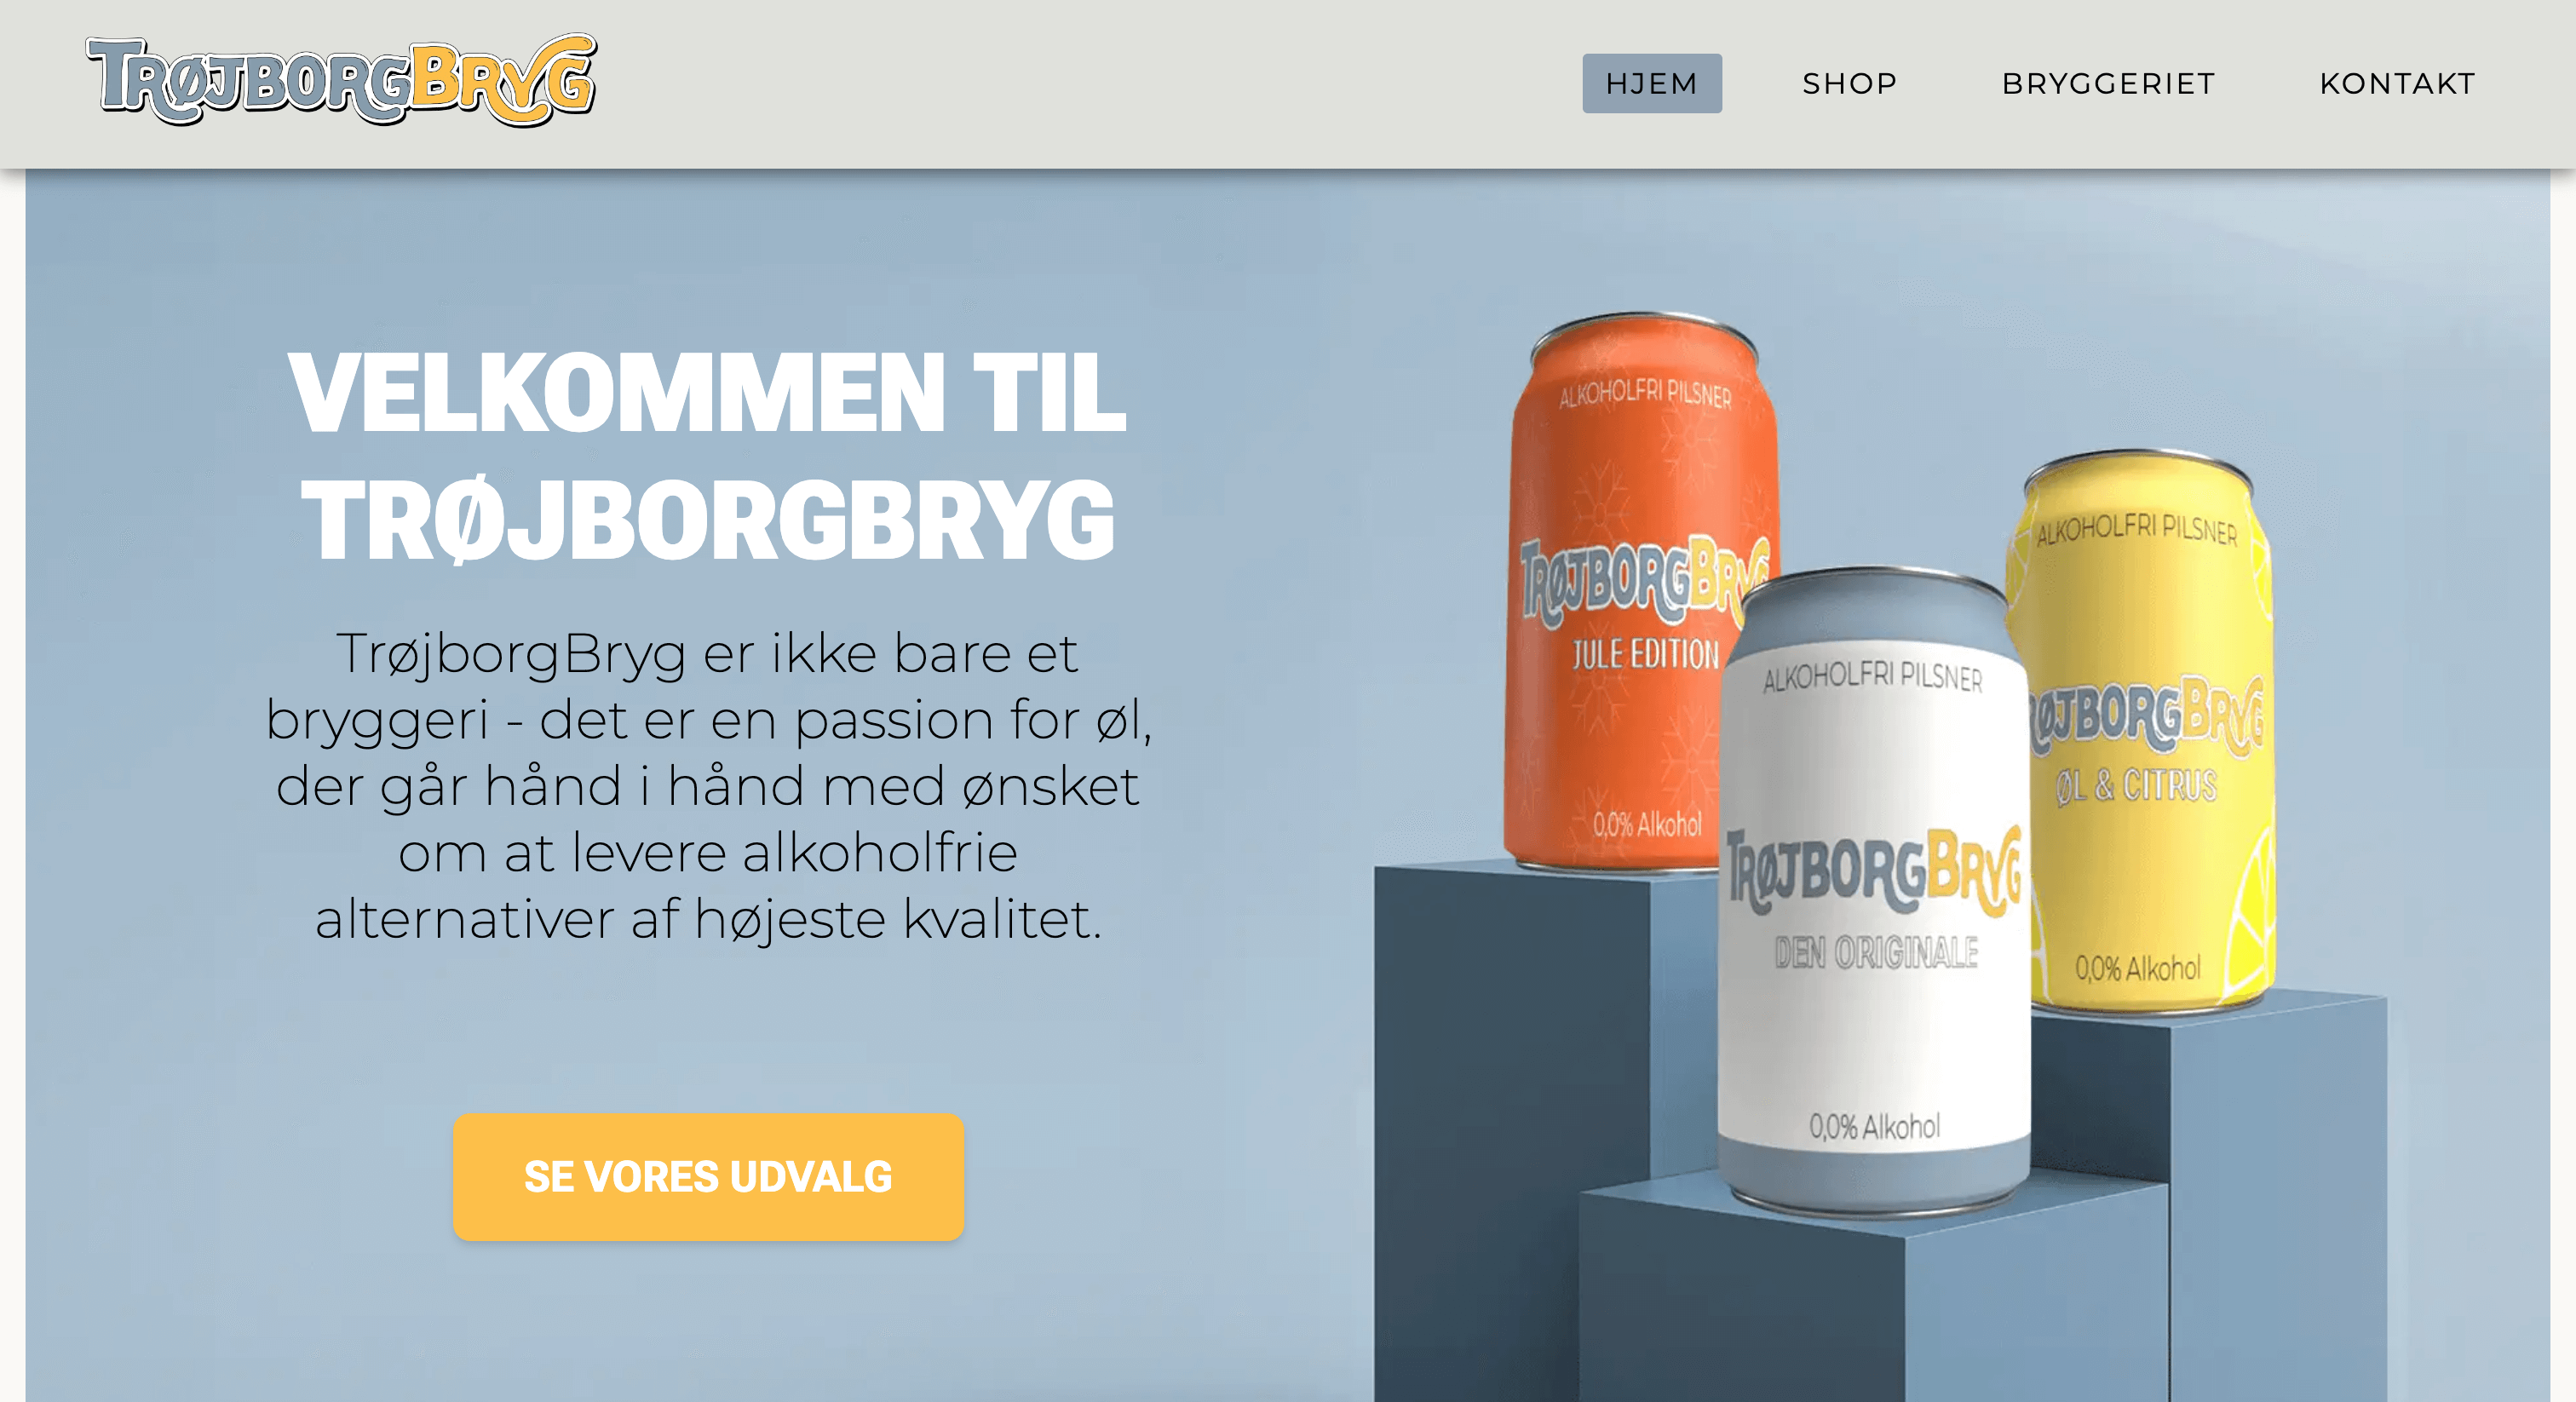 TRØJBORGBRYG
HJEM
SHOP
BRYGGERIET
KONTAKT
VELKOMMEN TIL
TRØJBORGBRYG
TrøjborgBryg er ikke bare et
bryggeri - det er en passion for øl,
der går hånd i hånd med ønsket
om at levere alkoholfrie
alternativer af højeste kvalitet.
SE VORES UDVALG
ALKOHOLFRI PILSNER
TRØJBORGBRYG
JULE EDITION
0,0% Alkohol
ALKOHOLFRI PILSNER
TRØJBORGBRYG
DEN ORIGINALE
0,0% Alkohol
ALKOHOLFRI PILSNER
RØJBORGBRYG
ØL & CITRUS
0,0% Alkohol